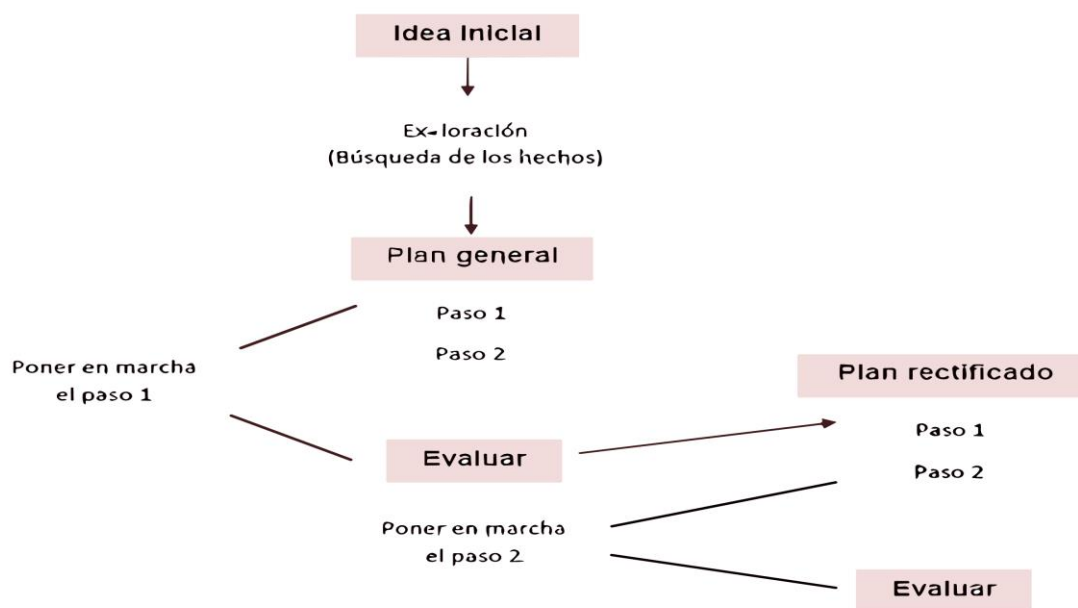 Idea Inicial
Ex-loración
(Búsqueda de los hechos)
Plan general
Paso 1
Paso 2
Poner en marcha
el paso 1
Evaluar
Plan rectificado
Paso 1
Paso 2
Poner en marcha
el paso 2
Evaluar